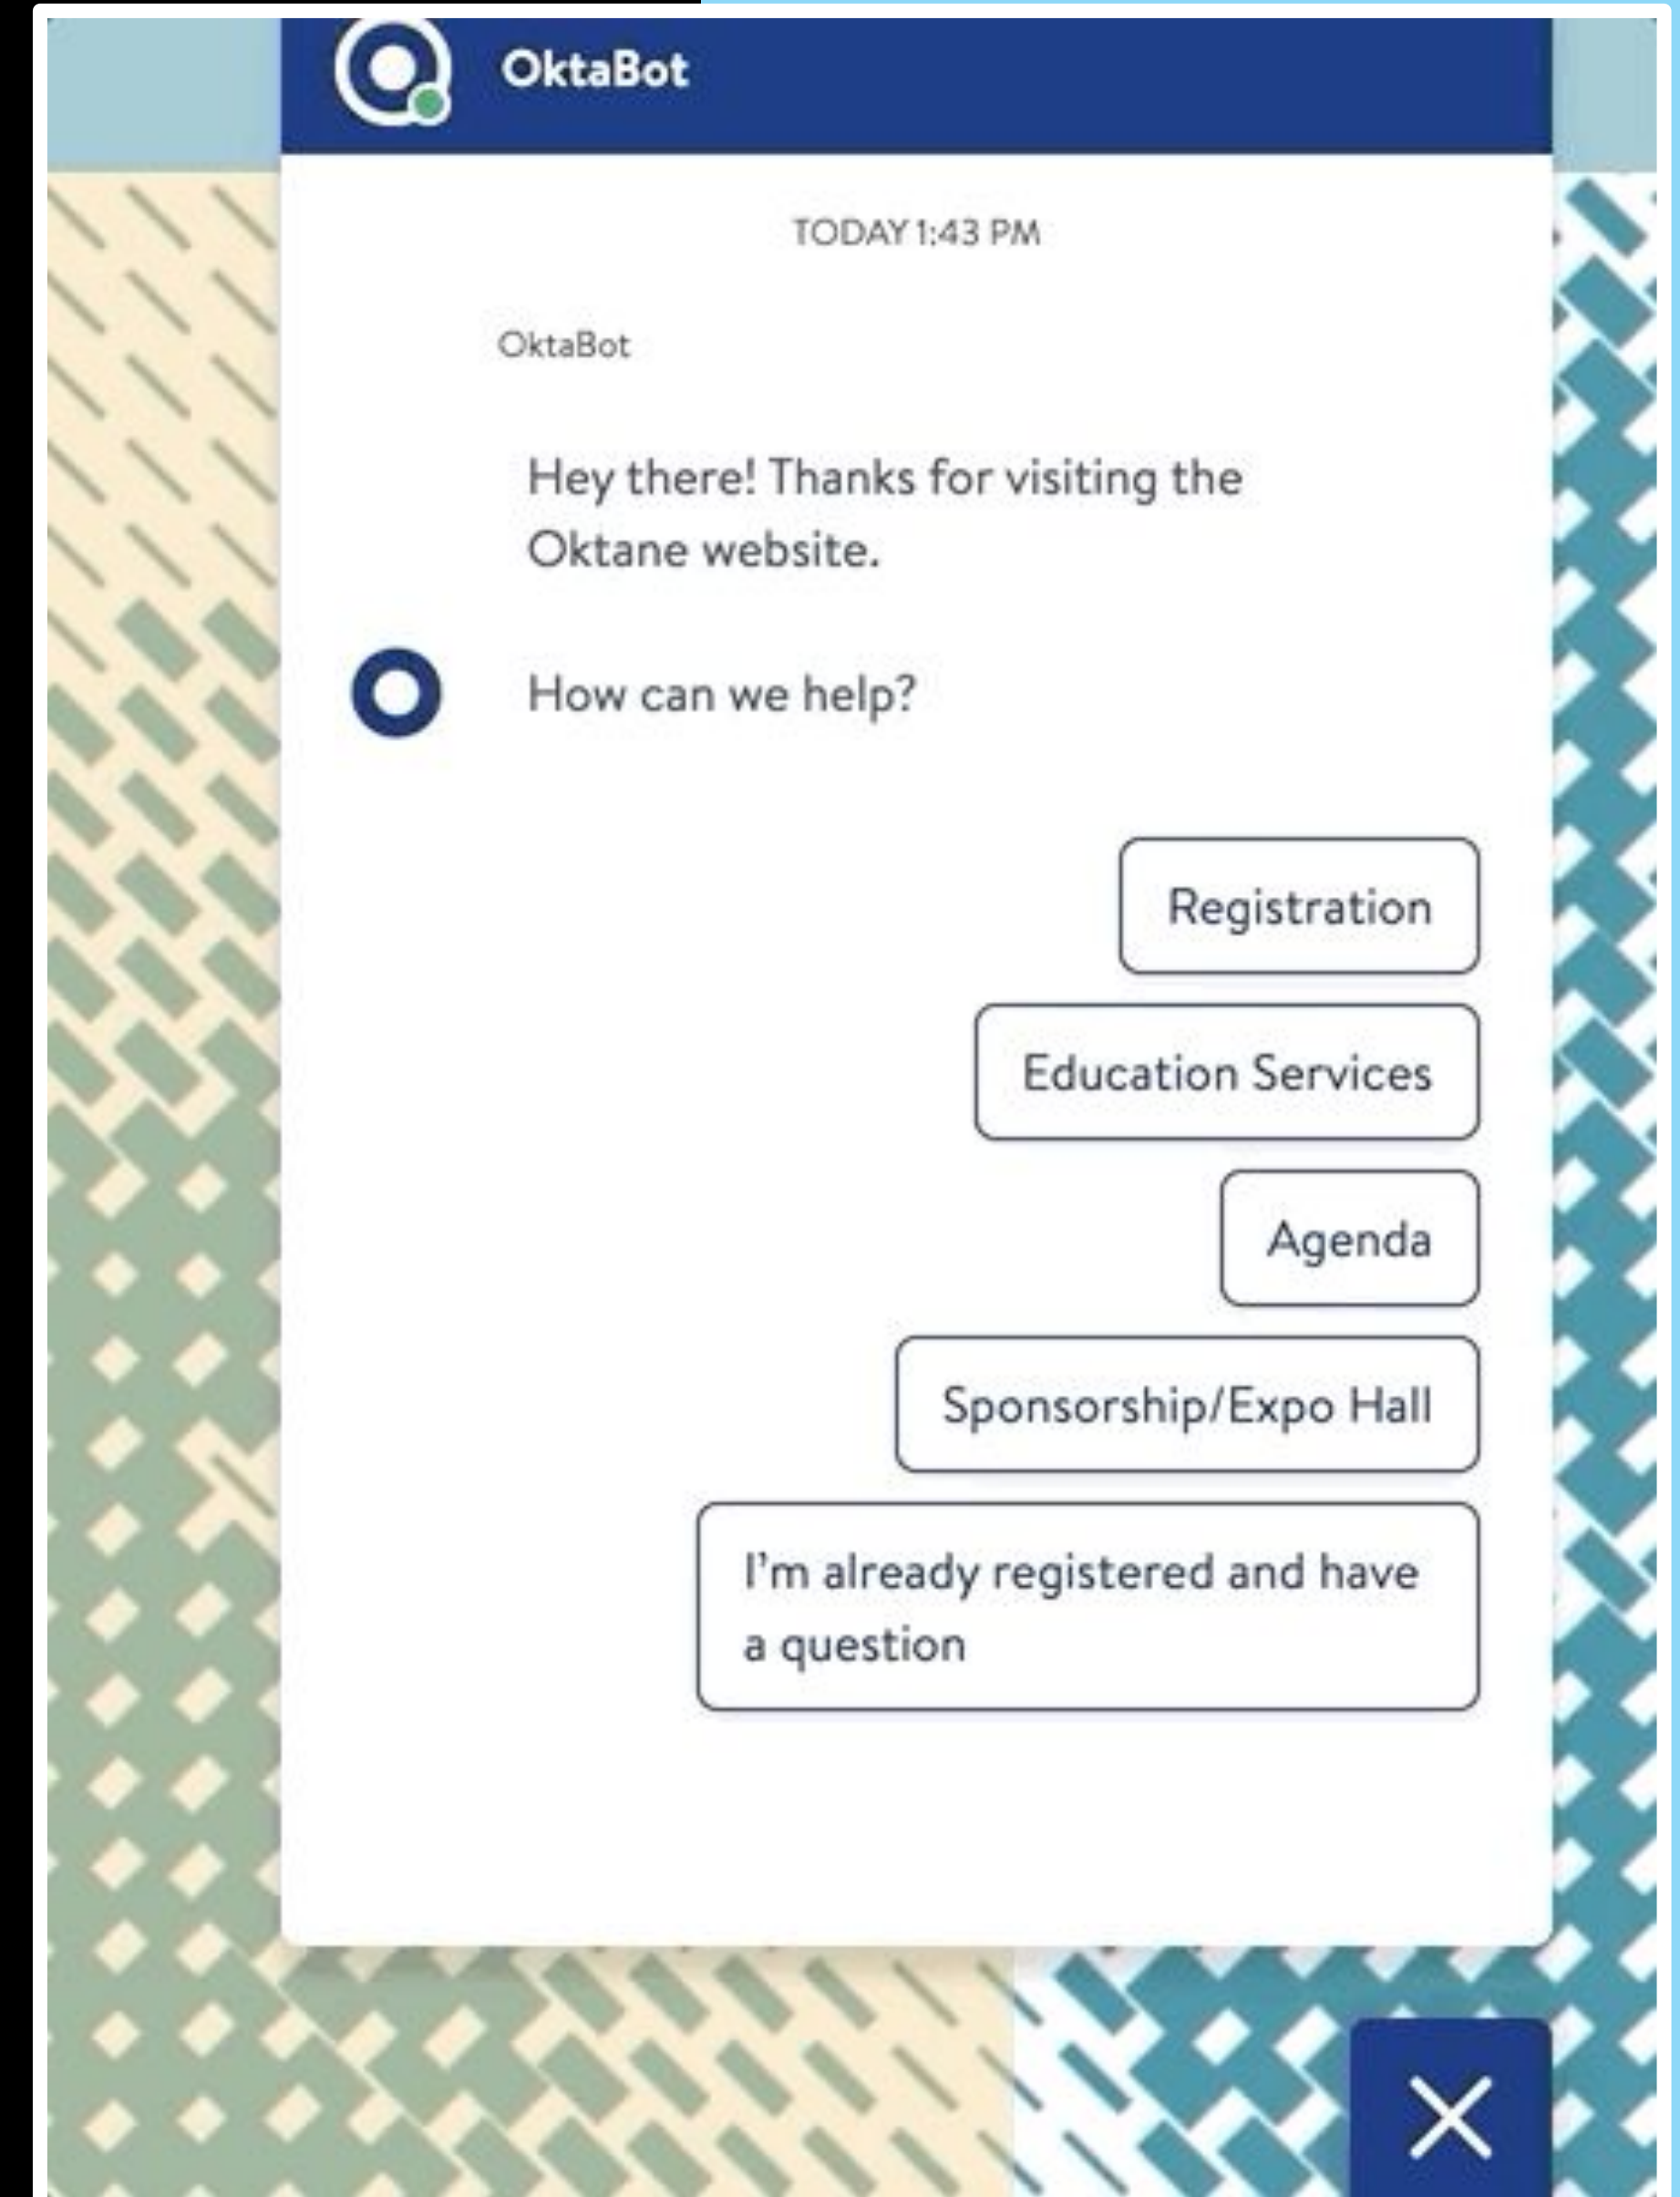 OktaBot
TODAY 1:43 PM
OktaBot
Hey there! Thanks for visiting the
Oktane website.
How can we help?
Registration
Education Services
Agenda
Sponsorship/Expo Hall
I'm already registered and have
a question